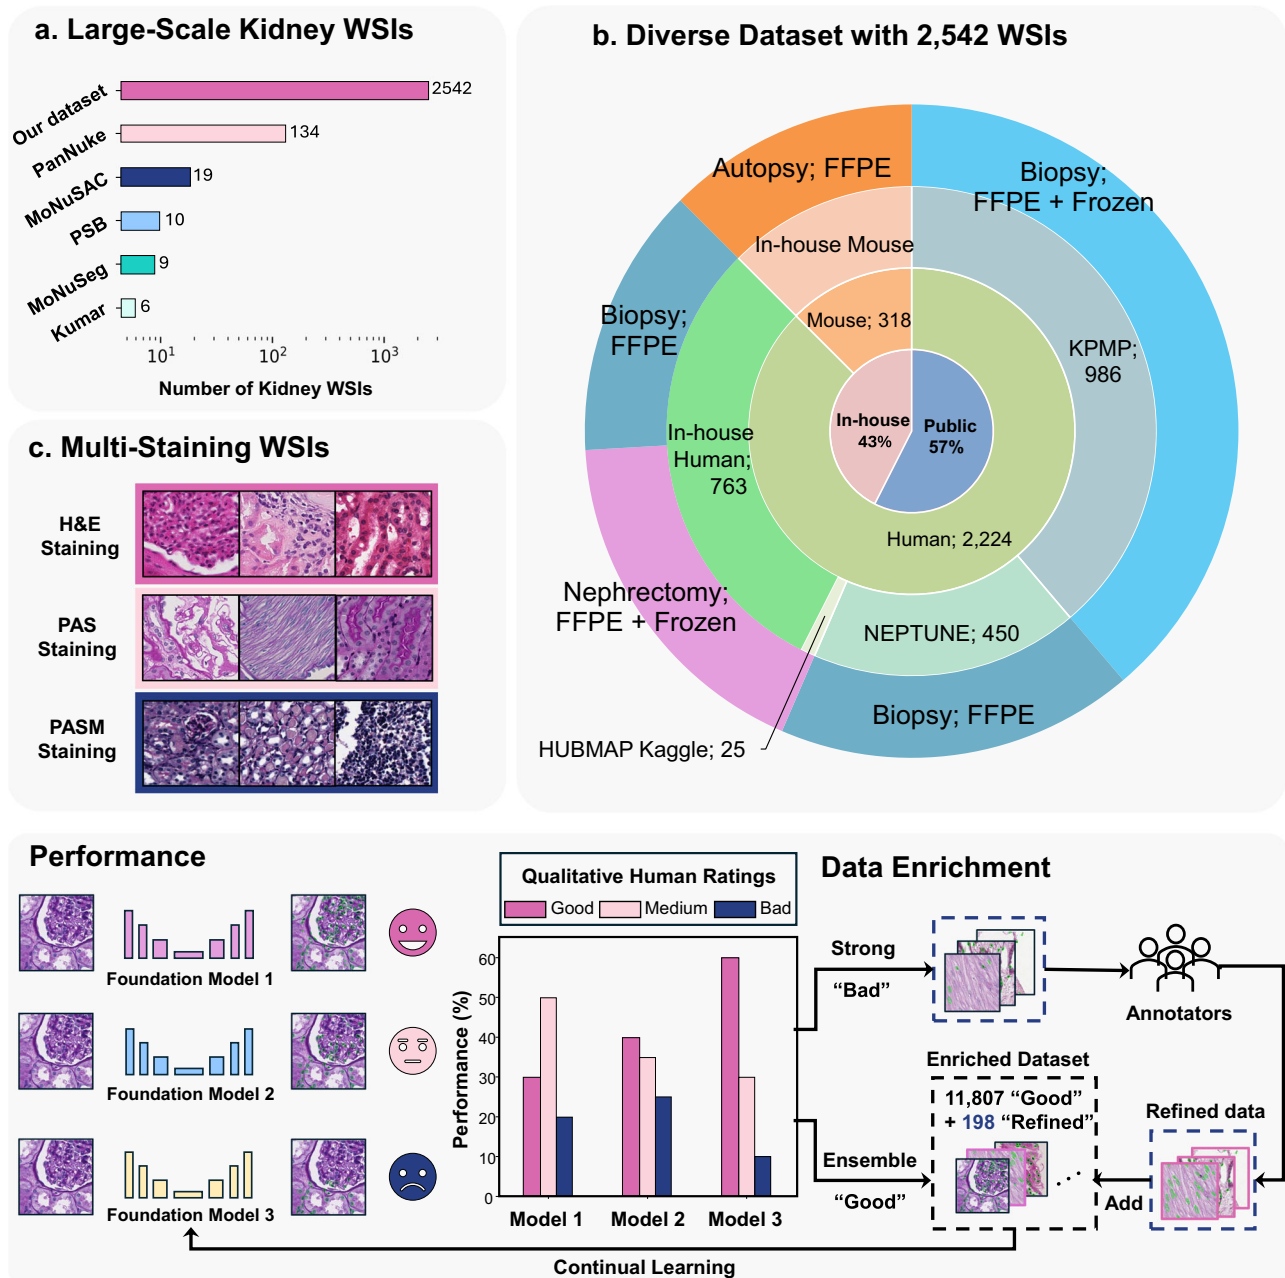 a. Large-Scale Kidney WSIs
Our dataset
2542
PanNuke
134
MoNuSAC
19
PSB
10
MoNuSeg
9
Kumar
6
10¹
10²
10³
Number of Kidney WSIs
b. Diverse Dataset with 2,542 WSIs
Autopsy; FFPE
Biopsy;
FFPE + Frozen
In-house Mouse
Mouse; 318
Biopsy;
FFPE
KPMP;
986
In-house
43%
Public
57%
In-house
Human;
763
Human; 2,224
Nephrectomy;
FFPE + Frozen
NEPTUNE; 450
Biopsy; FFPE
HUBMAP Kaggle; 25
c. Multi-Staining WSIs
H&E
Staining
PAS
Staining
PASM
Staining
Performance
Foundation Model 1
Foundation Model 2
Foundation Model 3
Qualitative Human Ratings
Good
Medium
Bad
Performance (%)
60
50
40
30
20
10
0
Model 1
Model 2
Model 3
Data Enrichment
Strong
“Bad”
Annotators
Enriched Dataset
11,807 “Good”
+ 198 “Refined”
Refined data
Ensemble
“Good”
Add
Continual Learning